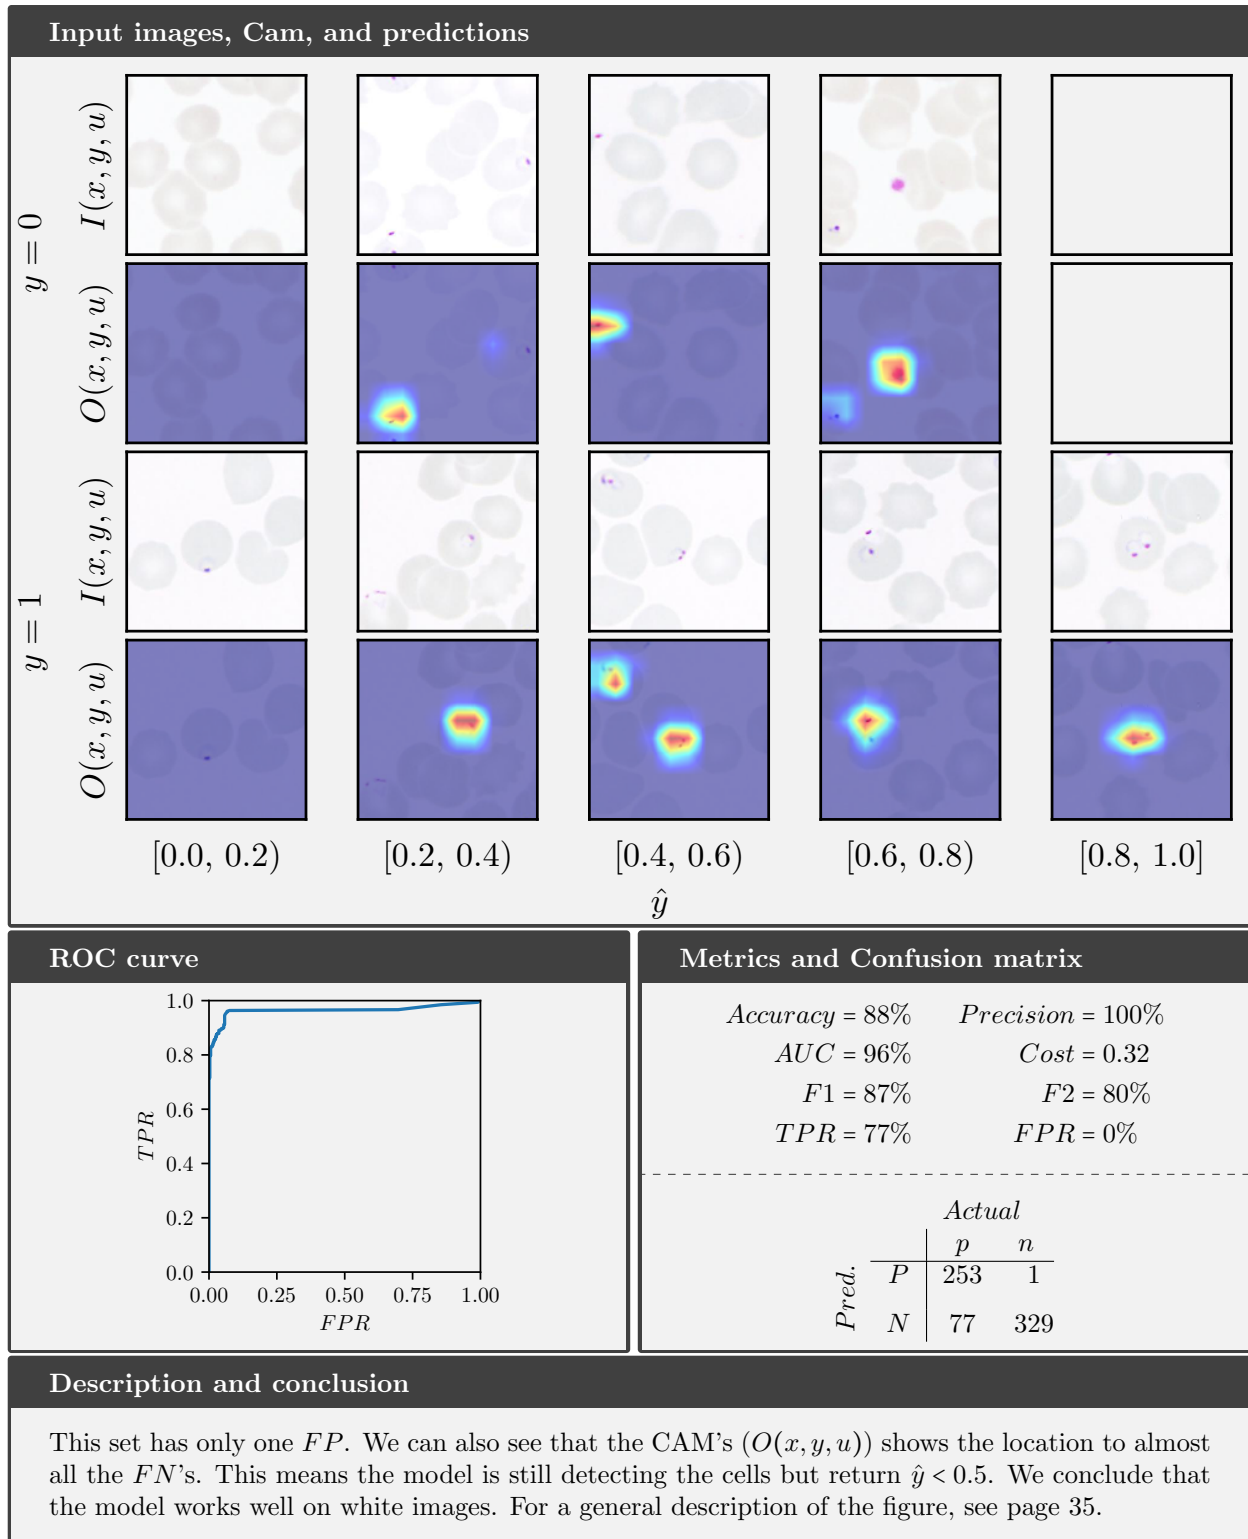 Input images, Cam, and predictions
y = 0
I(x, y, u)
O(x, y, u)
y = 1
I(x, y, u)
O(x, y, u)
[0.0, 0.2)
[0.2, 0.4)
[0.4, 0.6)
[0.6, 0.8)
[0.8, 1.0]
ŷ
ROC curve
1.0
0.8
0.6
0.4
0.2
0.0
TPR
0.00 0.25 0.50 0.75 1.00
FPR
Metrics and Confusion matrix
Accuracy = 88% Precision = 100%
AUC = 96% Cost = 0.32
F1 = 87% F2 = 80%
TPR = 77% FPR = 0%
Actual
p n
Pred.
P 253 1
N 77 329
Description and conclusion
This set has only one FP. We can also see that the CAM's (O(x, y, u)) shows the location to almost
all the FN's. This means the model is still detecting the cells but return ŷ < 0.5. We conclude that
the model works well on white images. For a general description of the figure, see page 35.